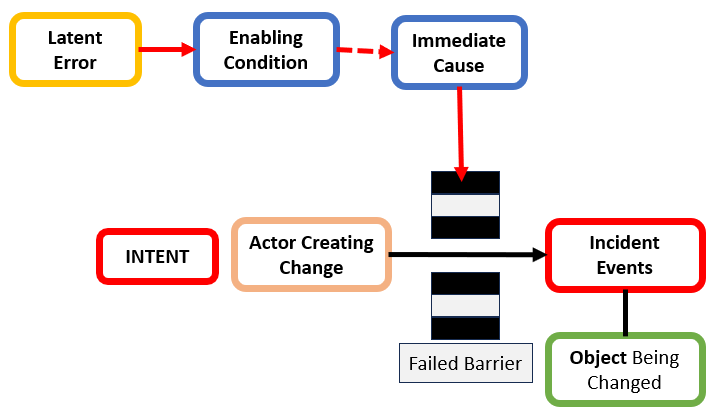 Latent
Error
Enabling
Condition
Immediate
Cause
INTENT
Actor Creating
Change
Incident
Events
Failed Barrier
Object Being
Changed